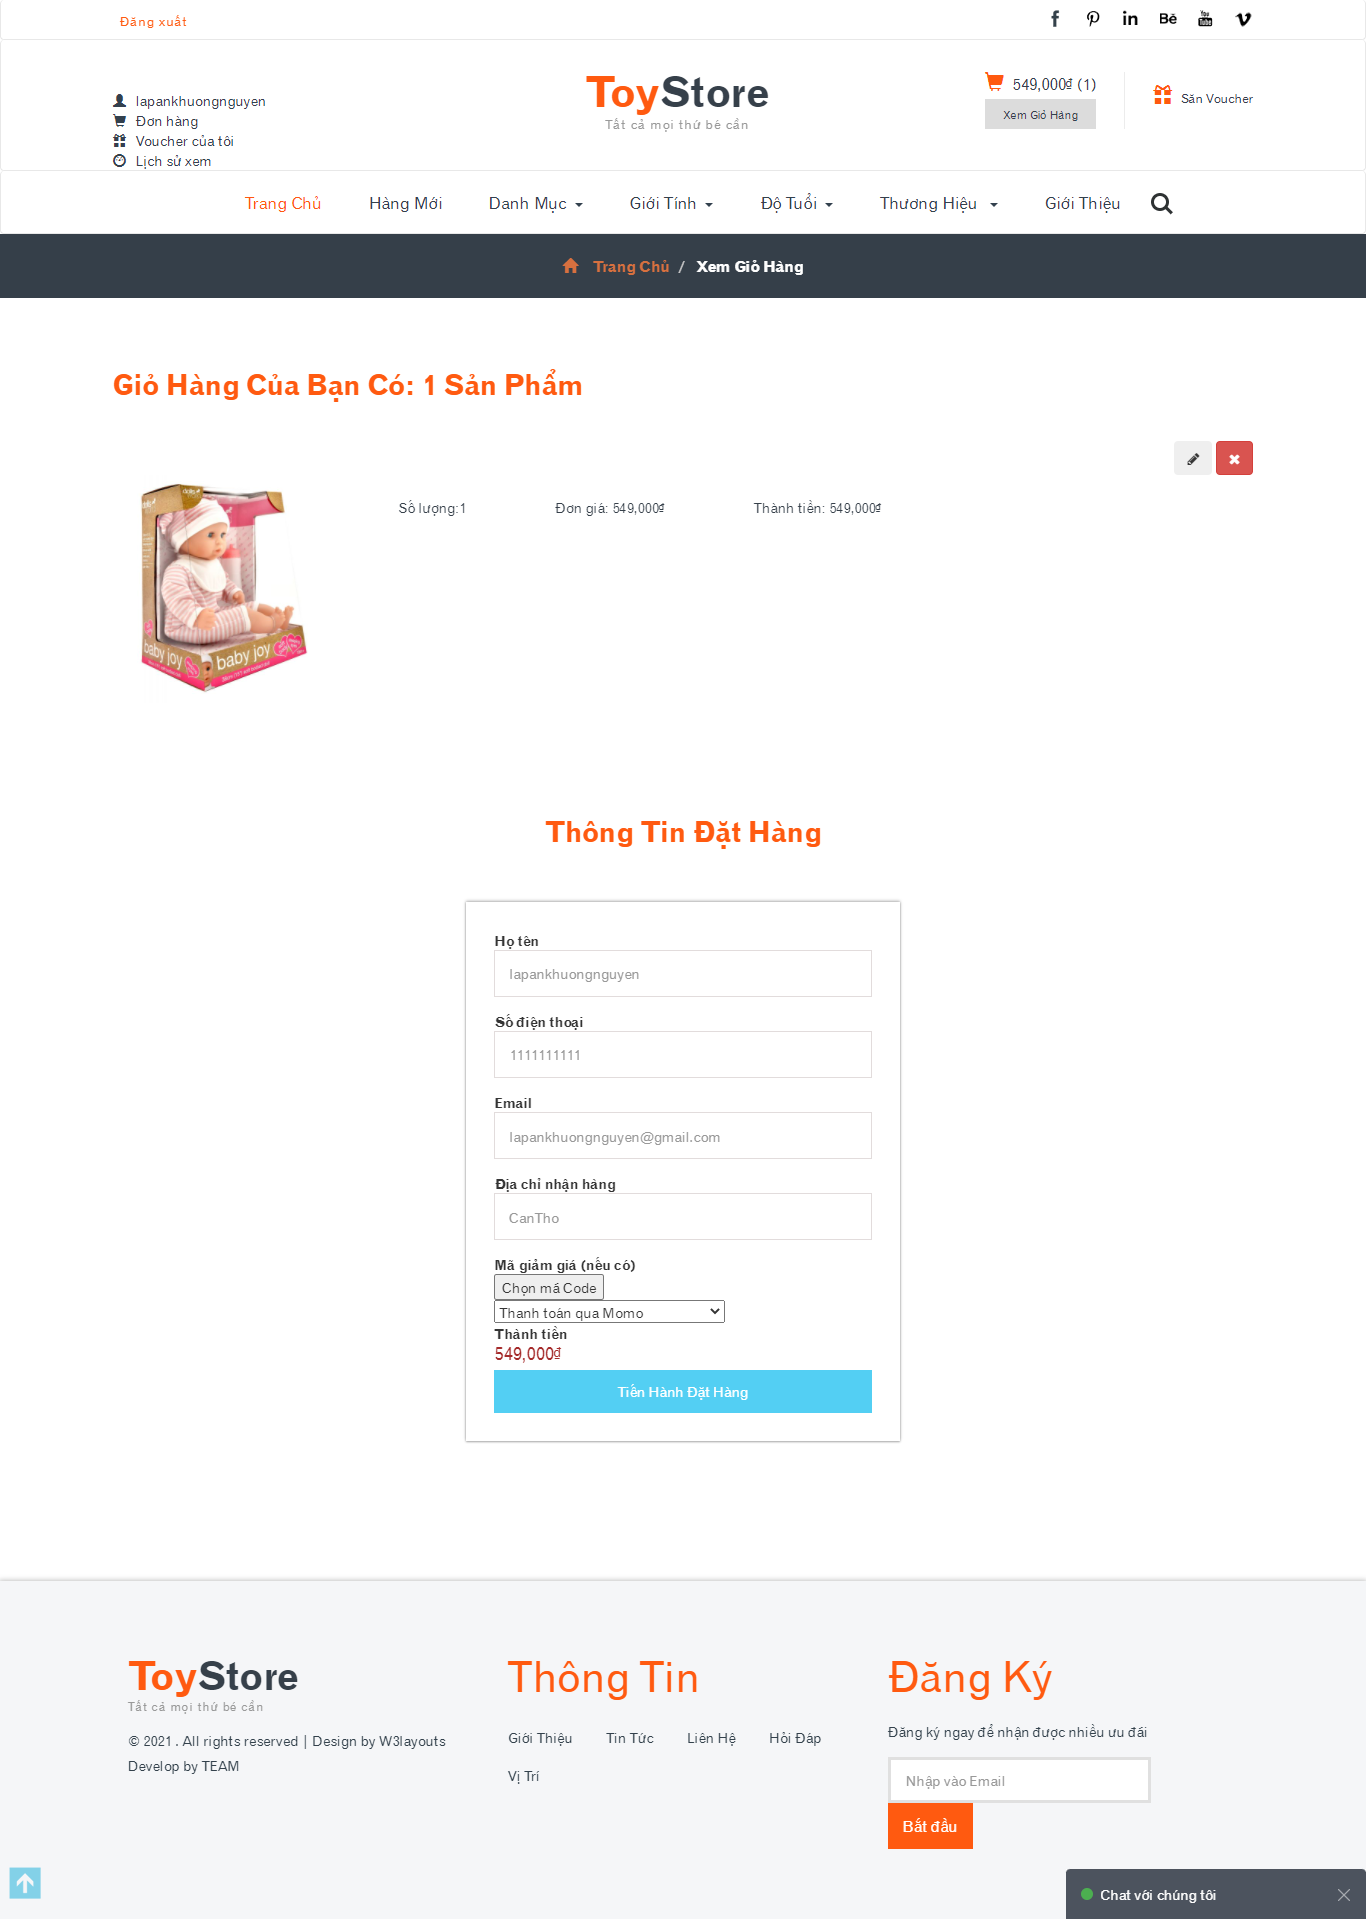 Đăng xuất
lapankhuongnguyen
Đơn hàng
Voucher của tôi
Lịch sử xem
ToyStore
Tất cả mọi thứ bé cần
549,000₫ (1)
Xem Giỏ Hàng
Săn Voucher
Trang Chủ Hàng Mới Danh Mục Giới Tính Độ Tuổi Thương Hiệu Giới Thiệu
Trang Chủ / Xem Giỏ Hàng
Giỏ Hàng Của Bạn Có: 1 Sản Phẩm
baby joy
baby joy
Số lượng:1 Đơn giá: 549,000₫ Thành tiền: 549,000₫
Thông Tin Đặt Hàng
Họ tên
lapankhuongnguyen
Số điện thoại
1111111111
Email
lapankhuongnguyen@gmail.com
Địa chỉ nhận hàng
CanTho
Mã giảm giá (nếu có)
Chọn mã Code
Thanh toán qua Momo
Thành tiền
549,000₫
Tiến Hành Đặt Hàng
ToyStore
Tất cả mọi thứ bé cần
© 2021 . All rights reserved | Design by W3layouts
Develop by TEAM
Thông Tin
Giới Thiệu Tin Tức Liên Hệ Hỏi Đáp
Vị Trí
Đăng Ký
Đăng ký ngay để nhận được nhiều ưu đãi
Nhập vào Email
Bắt đầu
Chat với chúng tôi